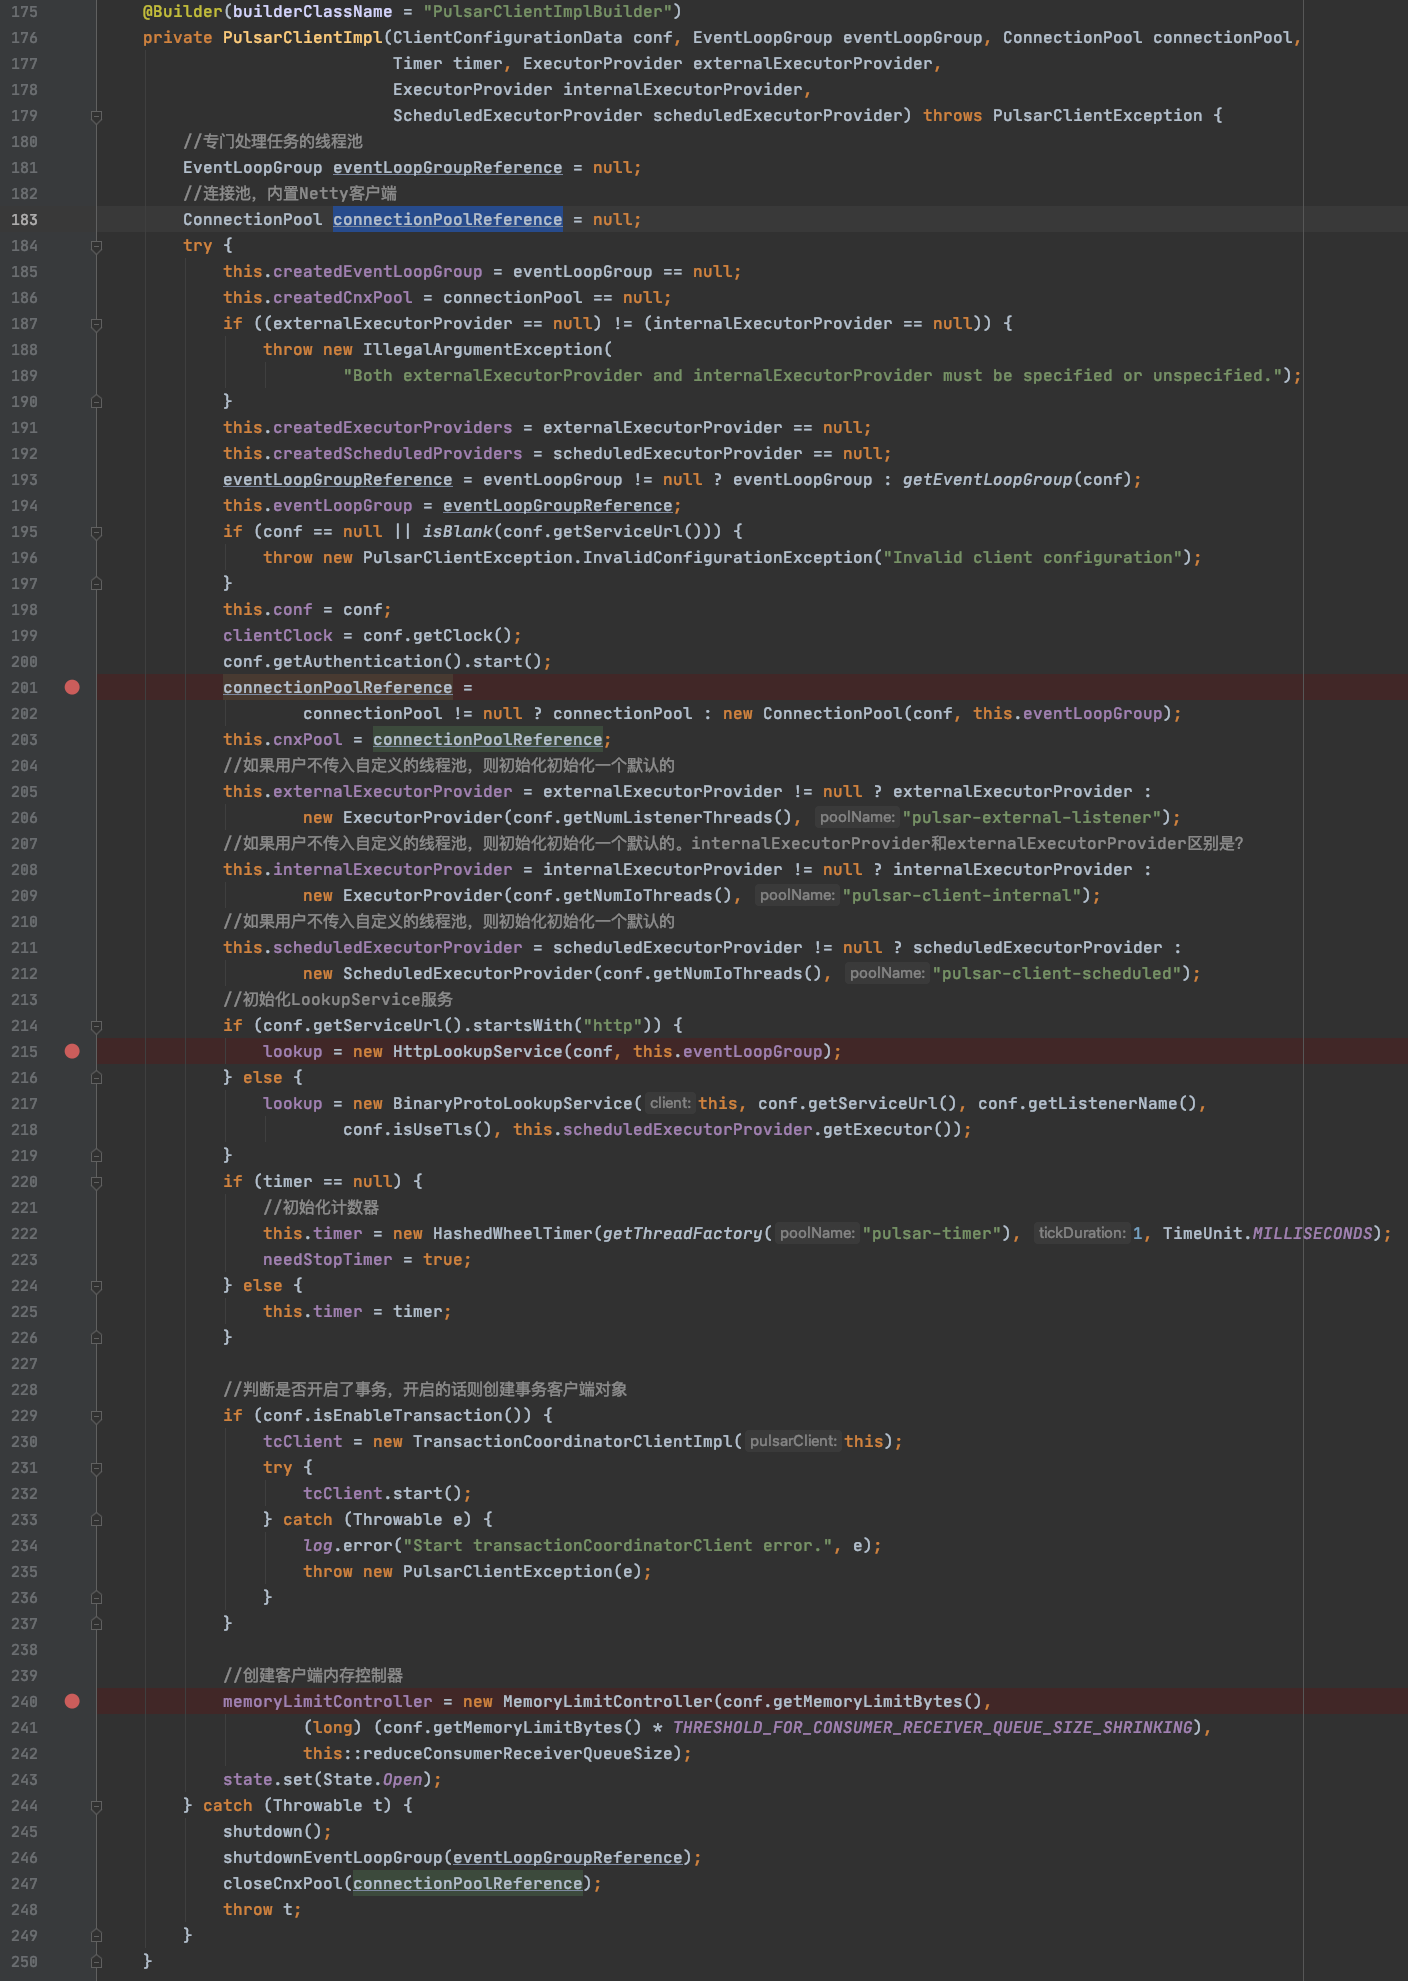 175 @Builder(builderClassName = "PulsarClientImplBuilder")
176 private PulsarClientImpl(ClientConfigurationData conf, EventLoopGroup eventLoopGroup, ConnectionPool connectionPool,
177 Timer timer, ExecutorProvider externalExecutorProvider,
178 ExecutorProvider internalExecutorProvider,
179 ScheduledExecutorProvider scheduledExecutorProvider) throws PulsarClientException {
180 //专门处理任务的线程池
181 EventLoopGroup eventLoopGroupReference = null;
182 //连接池，内置Netty客户端
183 ConnectionPool connectionPoolReference = null;
184 try {
185 this.createdEventLoopGroup = eventLoopGroup == null;
186 this.createdCnxPool = connectionPool == null;
187 if ((externalExecutorProvider == null) != (internalExecutorProvider == null)) {
188 throw new IllegalArgumentException(
189 "Both externalExecutorProvider and internalExecutorProvider must be specified or unspecified.");
190 }
191 this.createdExecutorProviders = externalExecutorProvider == null;
192 this.createdScheduledProviders = scheduledExecutorProvider == null;
193 eventLoopGroupReference = eventLoopGroup != null ? eventLoopGroup : getEventLoopGroup(conf);
194 this.eventLoopGroup = eventLoopGroupReference;
195 if (conf == null || isBlank(conf.getServiceUrl())) {
196 throw new PulsarClientException.InvalidConfigurationException("Invalid client configuration");
197 }
198 this.conf = conf;
199 clientClock = conf.getClock();
200 conf.getAuthentication().start();
201 connectionPoolReference =
202 connectionPool != null ? connectionPool : new ConnectionPool(conf, this.eventLoopGroup);
203 this.cnxPool = connectionPoolReference;
204 //如果用户不传入自定义的线程池，则初始化初始化一个默认的
205 this.externalExecutorProvider = externalExecutorProvider != null ? externalExecutorProvider :
206 new ExecutorProvider(conf.getNumListenerThreads(), poolName: "pulsar-external-listener");
207 //如果用户不传入自定义的线程池，则初始化初始化一个默认的。internalExecutorProvider和externalExecutorProvider区别是？
208 this.internalExecutorProvider = internalExecutorProvider != null ? internalExecutorProvider :
209 new ExecutorProvider(conf.getNumIoThreads(), poolName: "pulsar-client-internal");
210 //如果用户不传入自定义的线程池，则初始化初始化一个默认的
211 this.scheduledExecutorProvider = scheduledExecutorProvider != null ? scheduledExecutorProvider :
212 new ScheduledExecutorProvider(conf.getNumIoThreads(), poolName: "pulsar-client-scheduled");
213 //初始化LookupService服务
214 if (conf.getServiceUrl().startsWith("http")) {
215 lookup = new HttpLookupService(conf, this.eventLoopGroup);
216 } else {
217 lookup = new BinaryProtoLookupService( client: this, conf.getServiceUrl(), conf.getListenerName(),
218 conf.isUseTls(), this.scheduledExecutorProvider.getExecutor());
219 }
220 if (timer == null) {
221 //初始化计数器
222 this.timer = new HashedWheelTimer(getThreadFactory( poolName: "pulsar-timer"), tickDuration: 1, TimeUnit.MILLISECONDS);
223 needStopTimer = true;
224 } else {
225 this.timer = timer;
226 }
227
228 //判断是否开启了事务，开启的话则创建事务客户端对象
229 if (conf.isEnableTransaction()) {
230 tcClient = new TransactionCoordinatorClientImpl( pulsarClient: this);
231 try {
232 tcClient.start();
233 } catch (Throwable e) {
234 log.error("Start transactionCoordinatorClient error.", e);
235 throw new PulsarClientException(e);
236 }
237 }
238
239 //创建客户端内存控制器
240 memoryLimitController = new MemoryLimitController(conf.getMemoryLimitBytes(),
241 (long) (conf.getMemoryLimitBytes() * THRESHOLD_FOR_CONSUMER_RECEIVER_QUEUE_SIZE_SHRINKING),
242 this::reduceConsumerReceiverQueueSize);
243 state.set(State.Open);
244 } catch (Throwable t) {
245 shutdown();
246 shutdownEventLoopGroup(eventLoopGroupReference);
247 closeCnxPool(connectionPoolReference);
248 throw t;
249 }
250 }